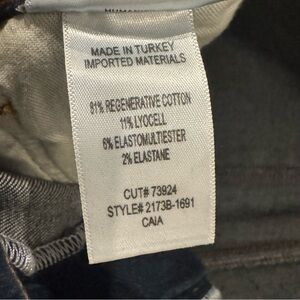 MADE IN TURKEY
IMPORTED MATERIALS
81% REGENERATIVE COTTON
11% LYOCELL
6% ELASTOMULTIESTER
2% ELASTANE
CUT# 73924
STYLE# 2173B-1691
CAIA